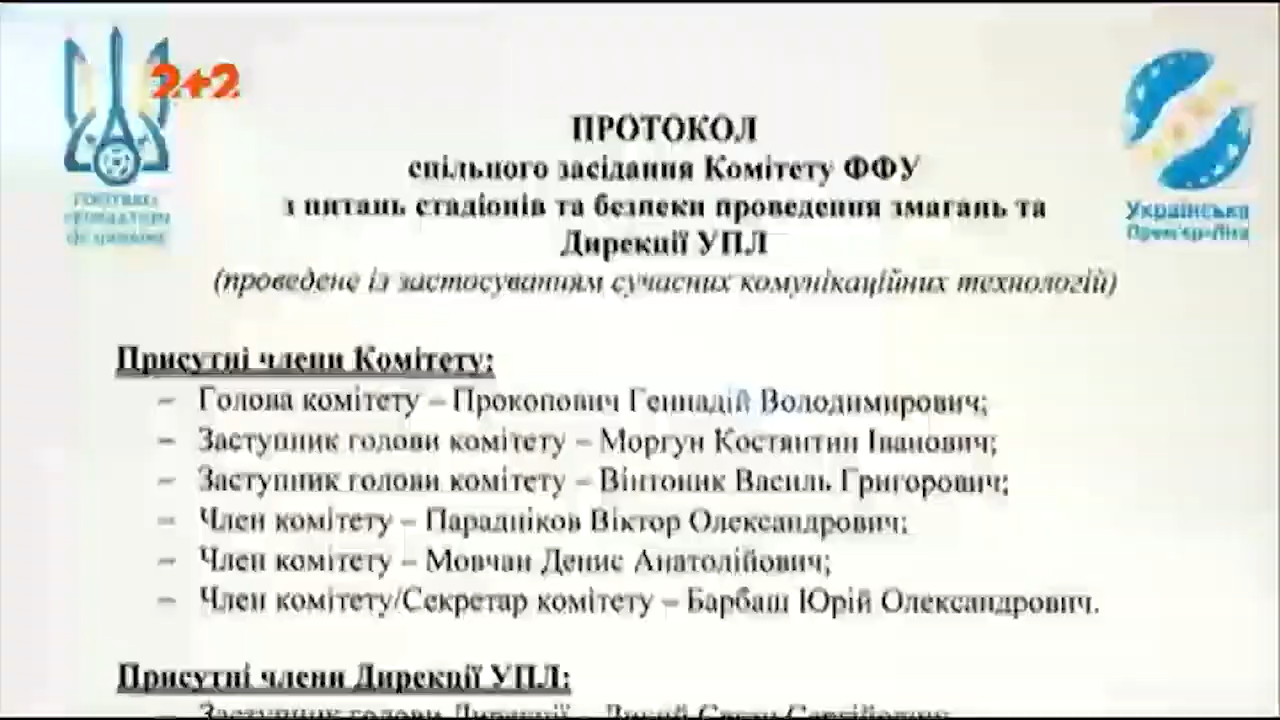 2+2
ПРОТОКОЛ
спільного засідання Комітету ФФУ
з питань стадіонів та безпеки проведення змагань та
Дирекції УПЛ
(проведене із застосуванням сучасних комунікаційних технологій)
Українська
Прем'єр-Ліга
Присутні члени Комітету:
– Голова комітету – Прокопович Геннадій Володимирович;
– Заступник голови комітету – Моргун Костянтин Іванович;
– Заступник голови комітету – Вінтоник Василь Григорович;
– Член комітету – Парадніков Віктор Олександрович;
– Член комітету – Мовчан Денис Анатолійович;
– Член комітету/Секретар комітету – Барбаш Юрій Олександрович.
Присутні члени Дирекції УПЛ:
– Заступник голови Дирекції –